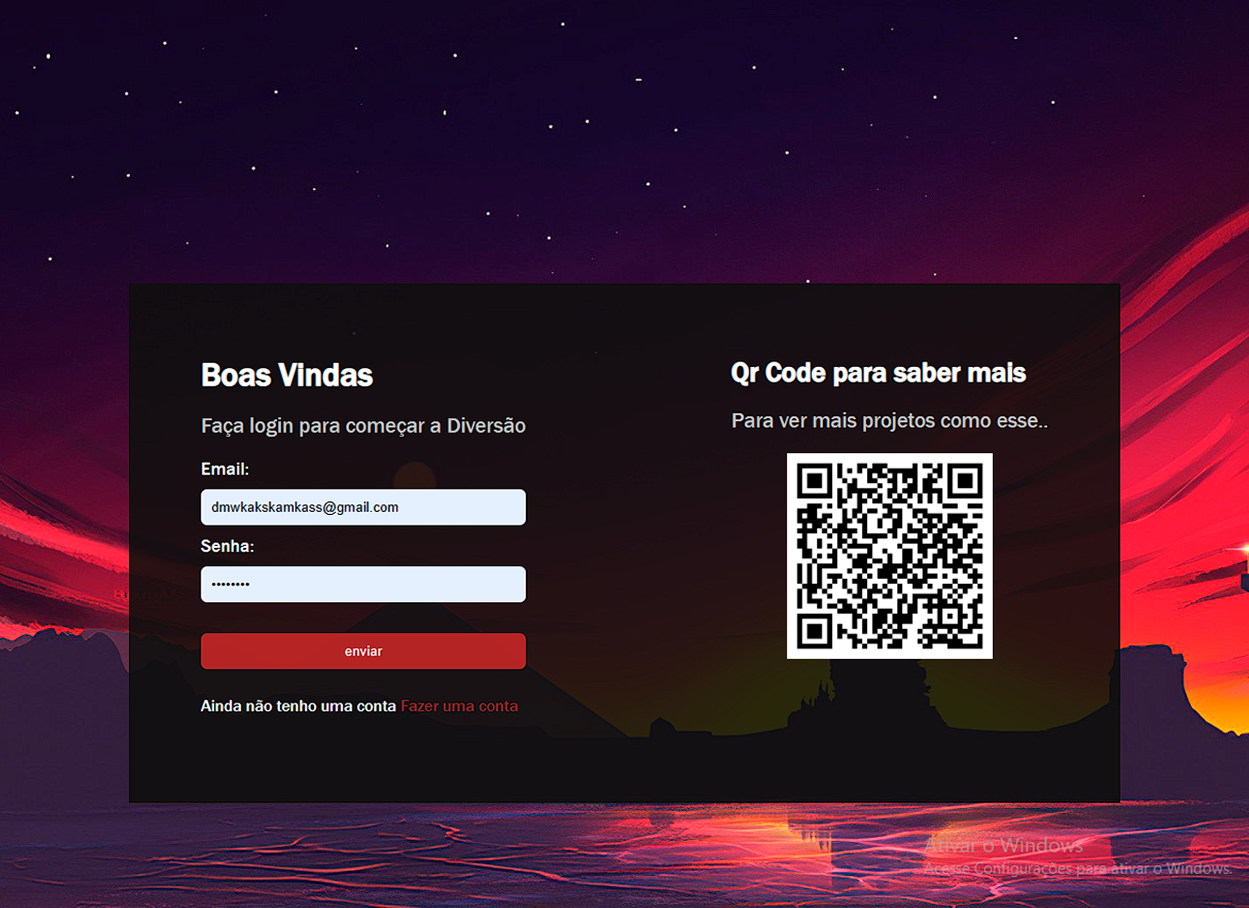 Boas Vindas
Faça login para começar a Diversão
Email:
dmwkakskamkass@gmail.com
Senha:
••••••••
enviar
Ainda não tenho uma conta Fazer uma conta
Qr Code para saber mais
Para ver mais projetos como esse..
Ativar o Windows
Acesse Configurações para ativar o Windows.